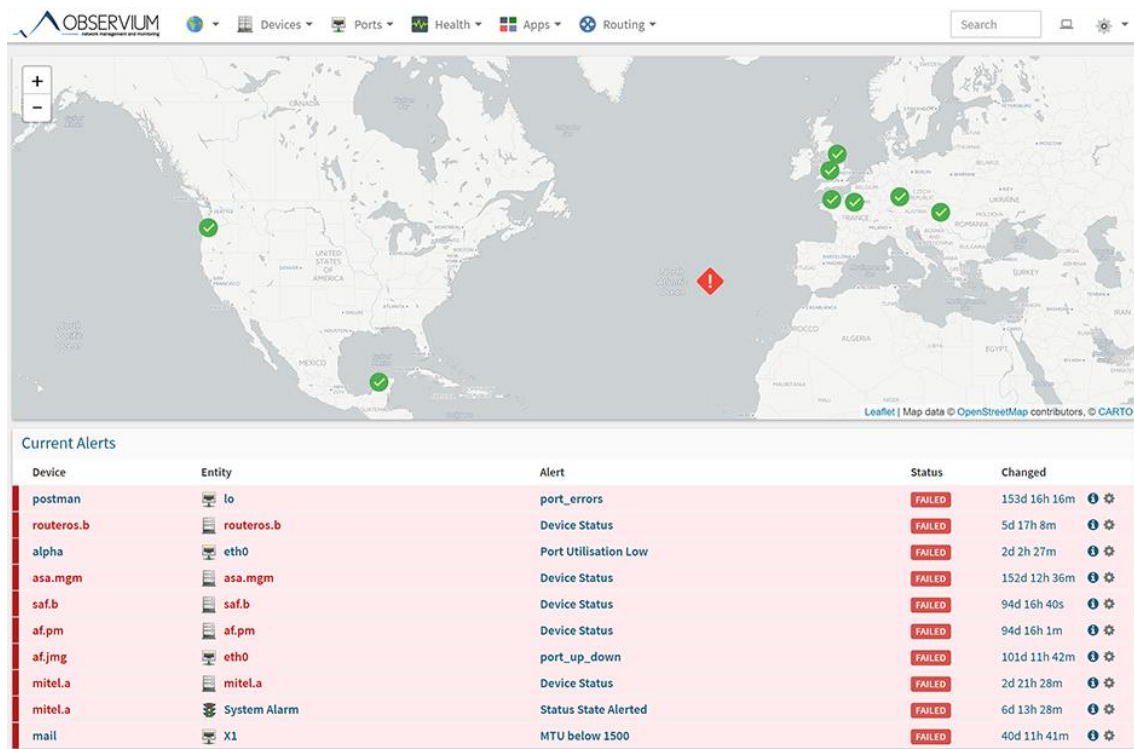 OBSERVIUM
network management and monitoring
Devices
Ports
Health
Apps
Routing
Search
+
−
CANADA
UNITED
STATES
OF
AMERICA
MEXICO
UKRAINE
BELARUS
FRANCE
ROMANIA
TURKEY
ALGERIA
EGYPT
IRAN
Leaflet | Map data © OpenStreetMap contributors, © CARTO
Current Alerts
Device Entity Alert Status Changed
postman lo port_errors FAILED 153d 16h 16m
routeros.b routeros.b Device Status FAILED 5d 17h 8m
alpha eth0 Port Utilisation Low FAILED 2d 2h 27m
asa.mgm asa.mgm Device Status FAILED 152d 12h 36m
saf.b saf.b Device Status FAILED 94d 16h 40s
af.pm af.pm Device Status FAILED 94d 16h 1m
af.jmg eth0 port_up_down FAILED 101d 11h 42m
mitel.a mitel.a Device Status FAILED 2d 21h 28m
mitel.a System Alarm Status State Alerted FAILED 6d 13h 28m
mail X1 MTU below 1500 FAILED 40d 11h 41m